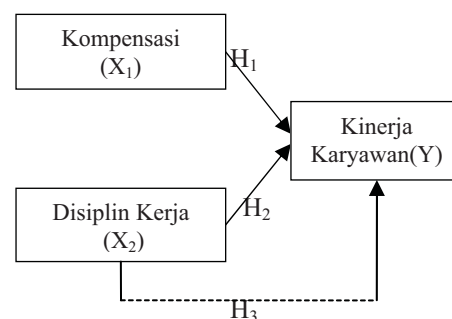 Kompensasi
(X₁)
H₁
Kinerja
Karyawan(Y)
Disiplin Kerja
(X₂)
H₂
H₃